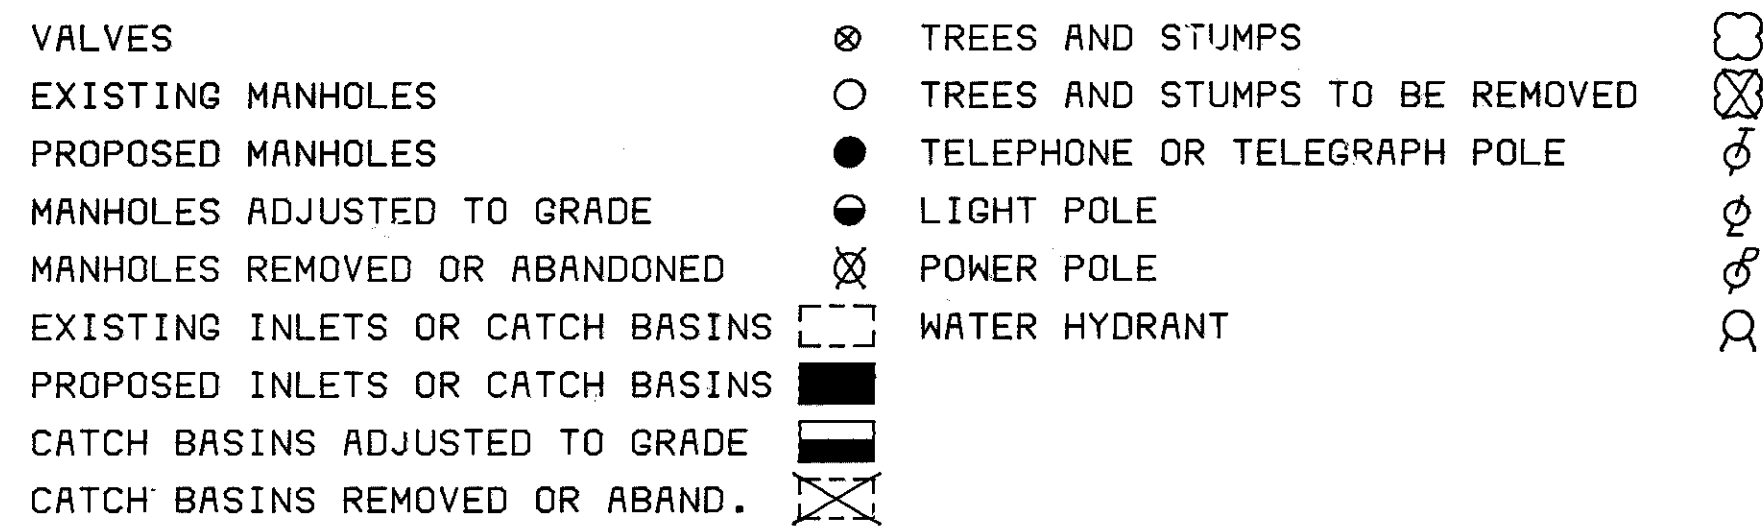 VALVES
EXISTING MANHOLES
PROPOSED MANHOLES
MANHOLES ADJUSTED TO GRADE
MANHOLES REMOVED OR ABANDONED
EXISTING INLETS OR CATCH BASINS
PROPOSED INLETS OR CATCH BASINS
CATCH BASINS ADJUSTED TO GRADE
CATCH BASINS REMOVED OR ABAND.
TREES AND STUMPS
TREES AND STUMPS TO BE REMOVED
TELEPHONE OR TELEGRAPH POLE
LIGHT POLE
POWER POLE
WATER HYDRANT